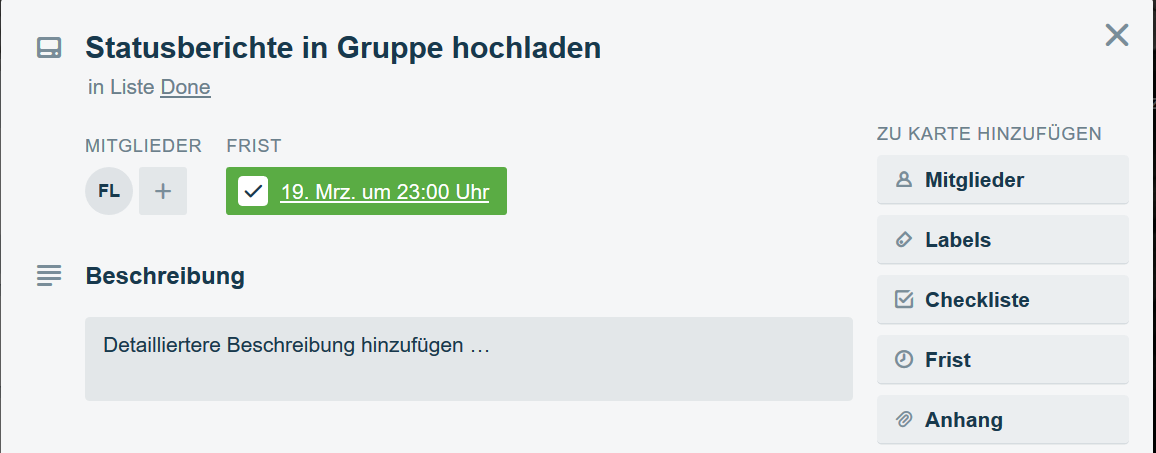 Statusberichte in Gruppe hochladen
in Liste Done
MITGLIEDER FRIST
FL + 19. Mrz. um 23:00 Uhr
Beschreibung
Detailliertere Beschreibung hinzufügen …
ZU KARTE HINZUFÜGEN
Mitglieder
Labels
Checkliste
Frist
Anhang